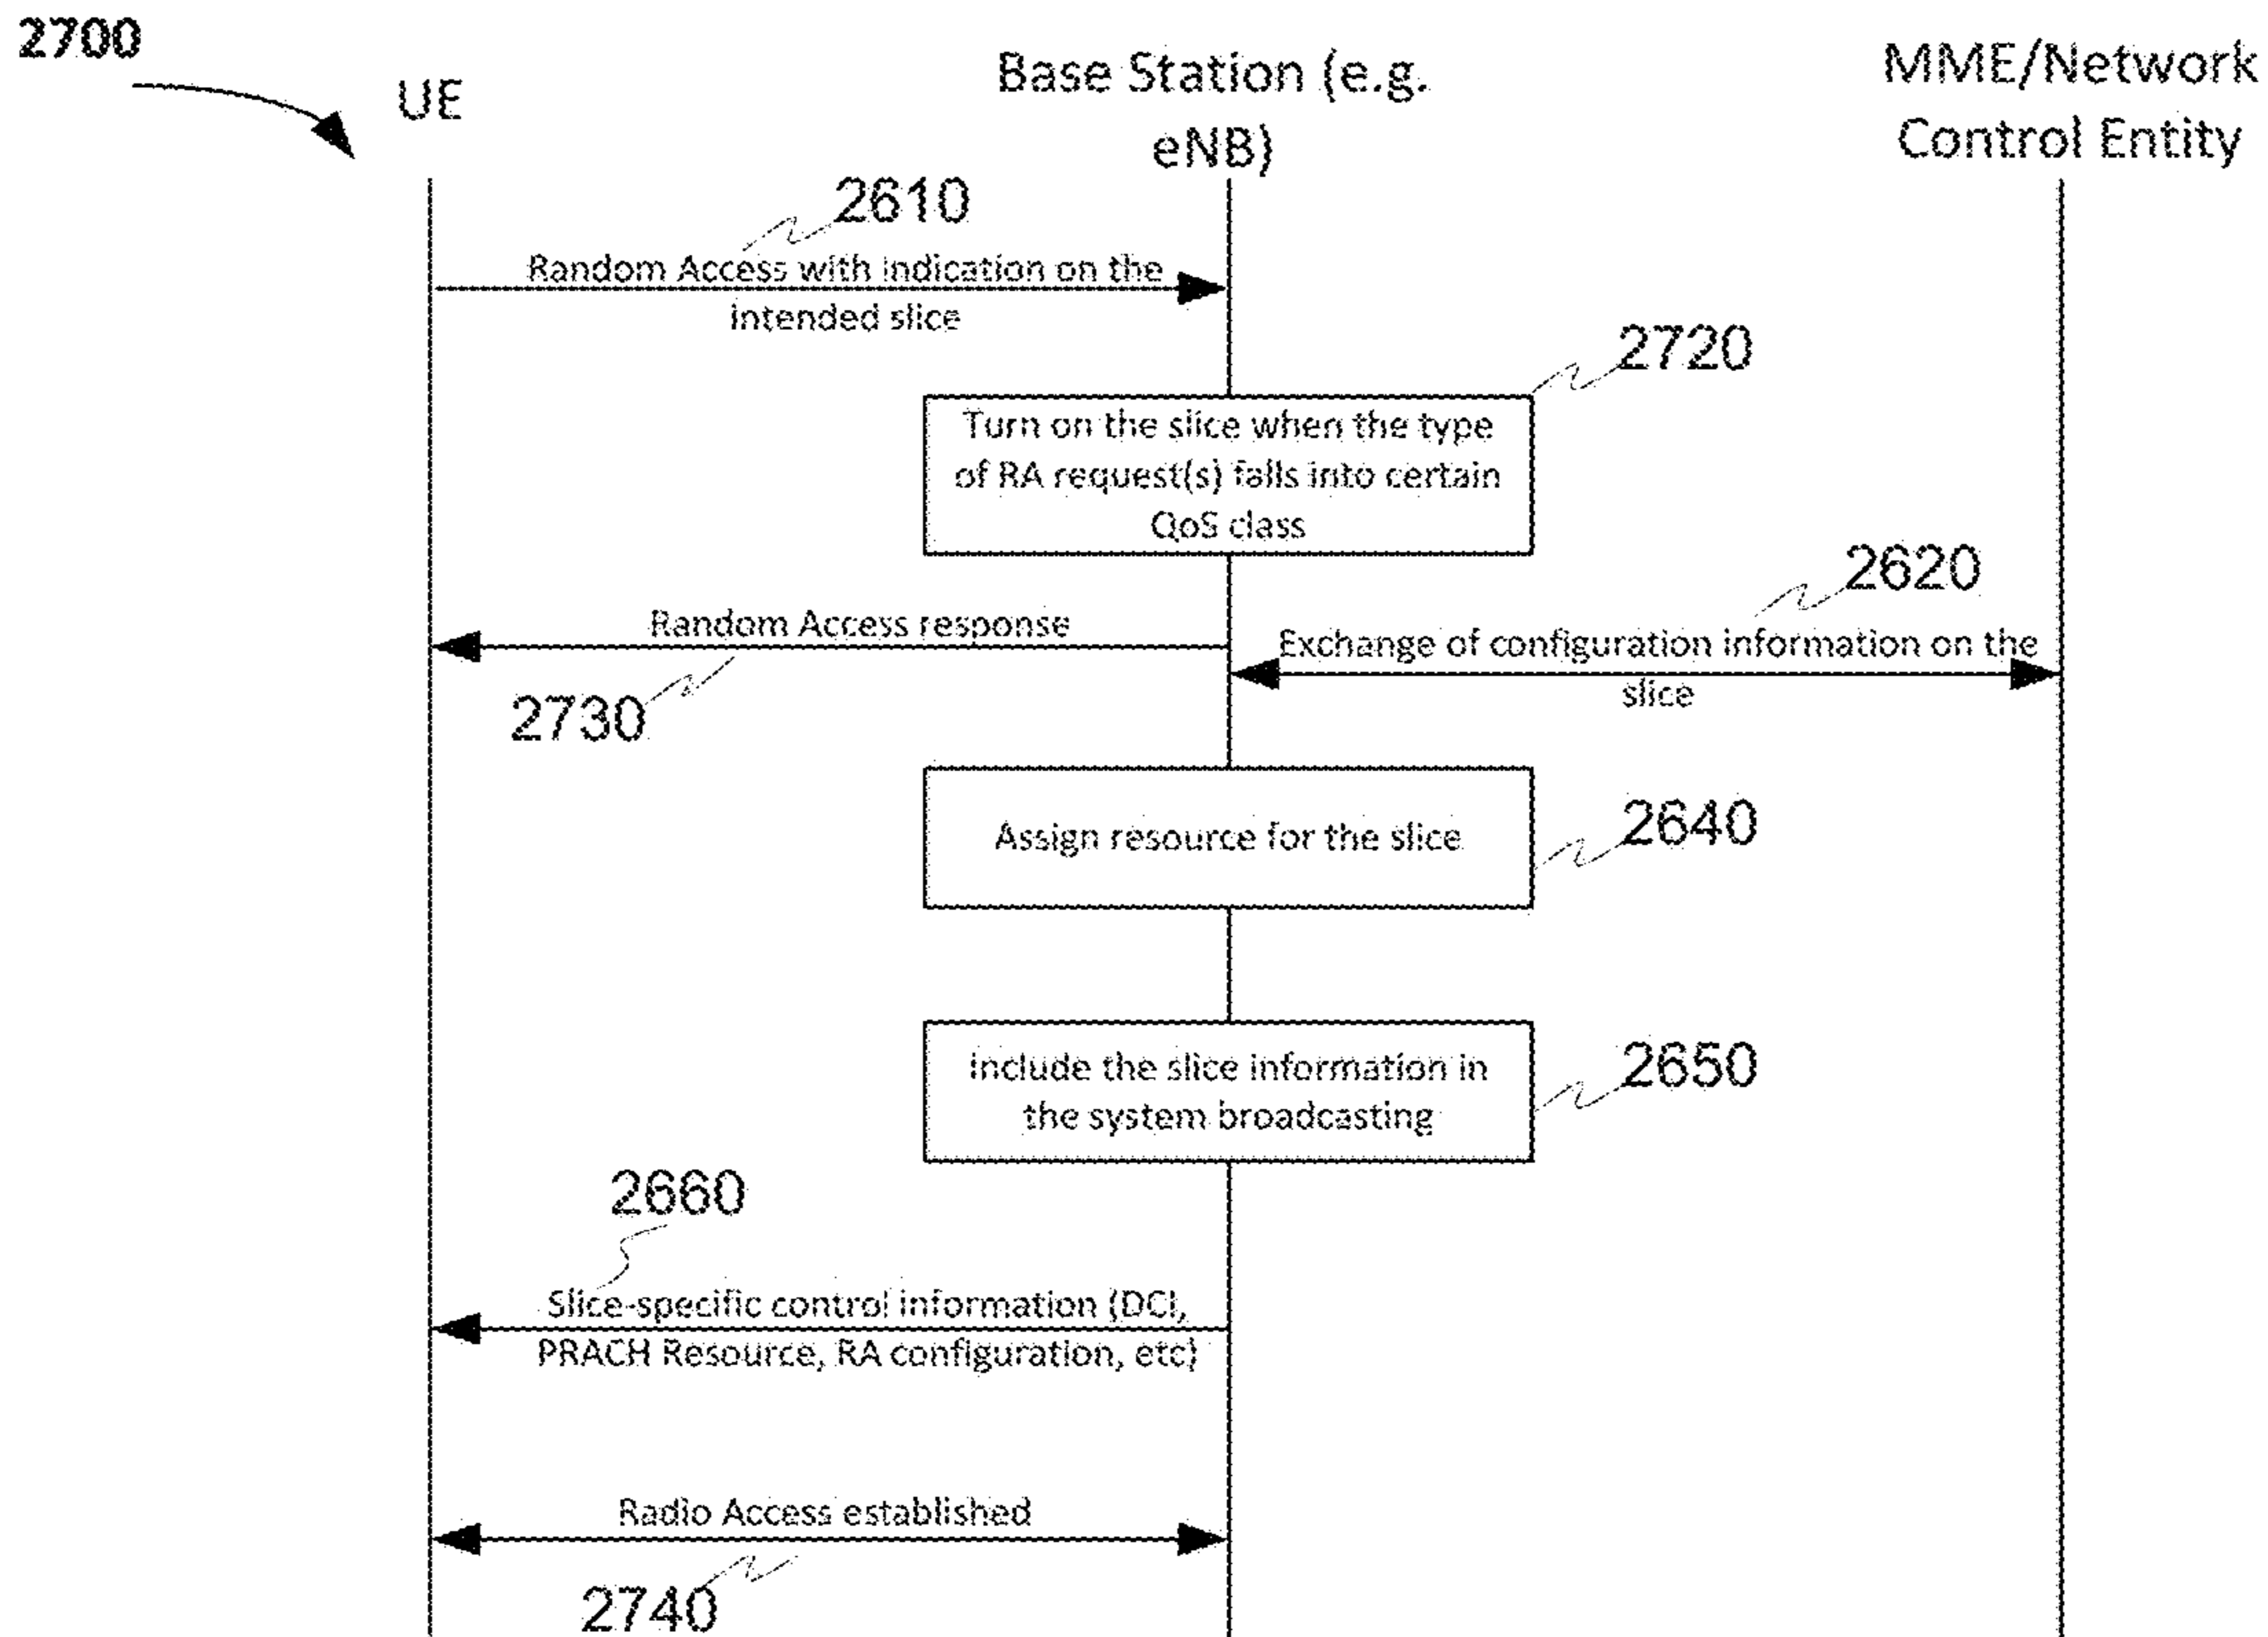 2700
UE
Base Station (e.g.
eNB)
MME/Network
Control Entity
2610
Random Access with indication on the
intended slice
2720
Turn on the slice when the type
of RA request(s) falls into certain
QoS class
2620
Random Access response
Exchange of configuration information on the
slice
2730
Assign resource for the slice
2640
Include the slice information in
the system broadcasting
2650
2660
Slice-specific control information (DCI,
PRACH Resource, RA configuration, etc)
Radio Access established
2740